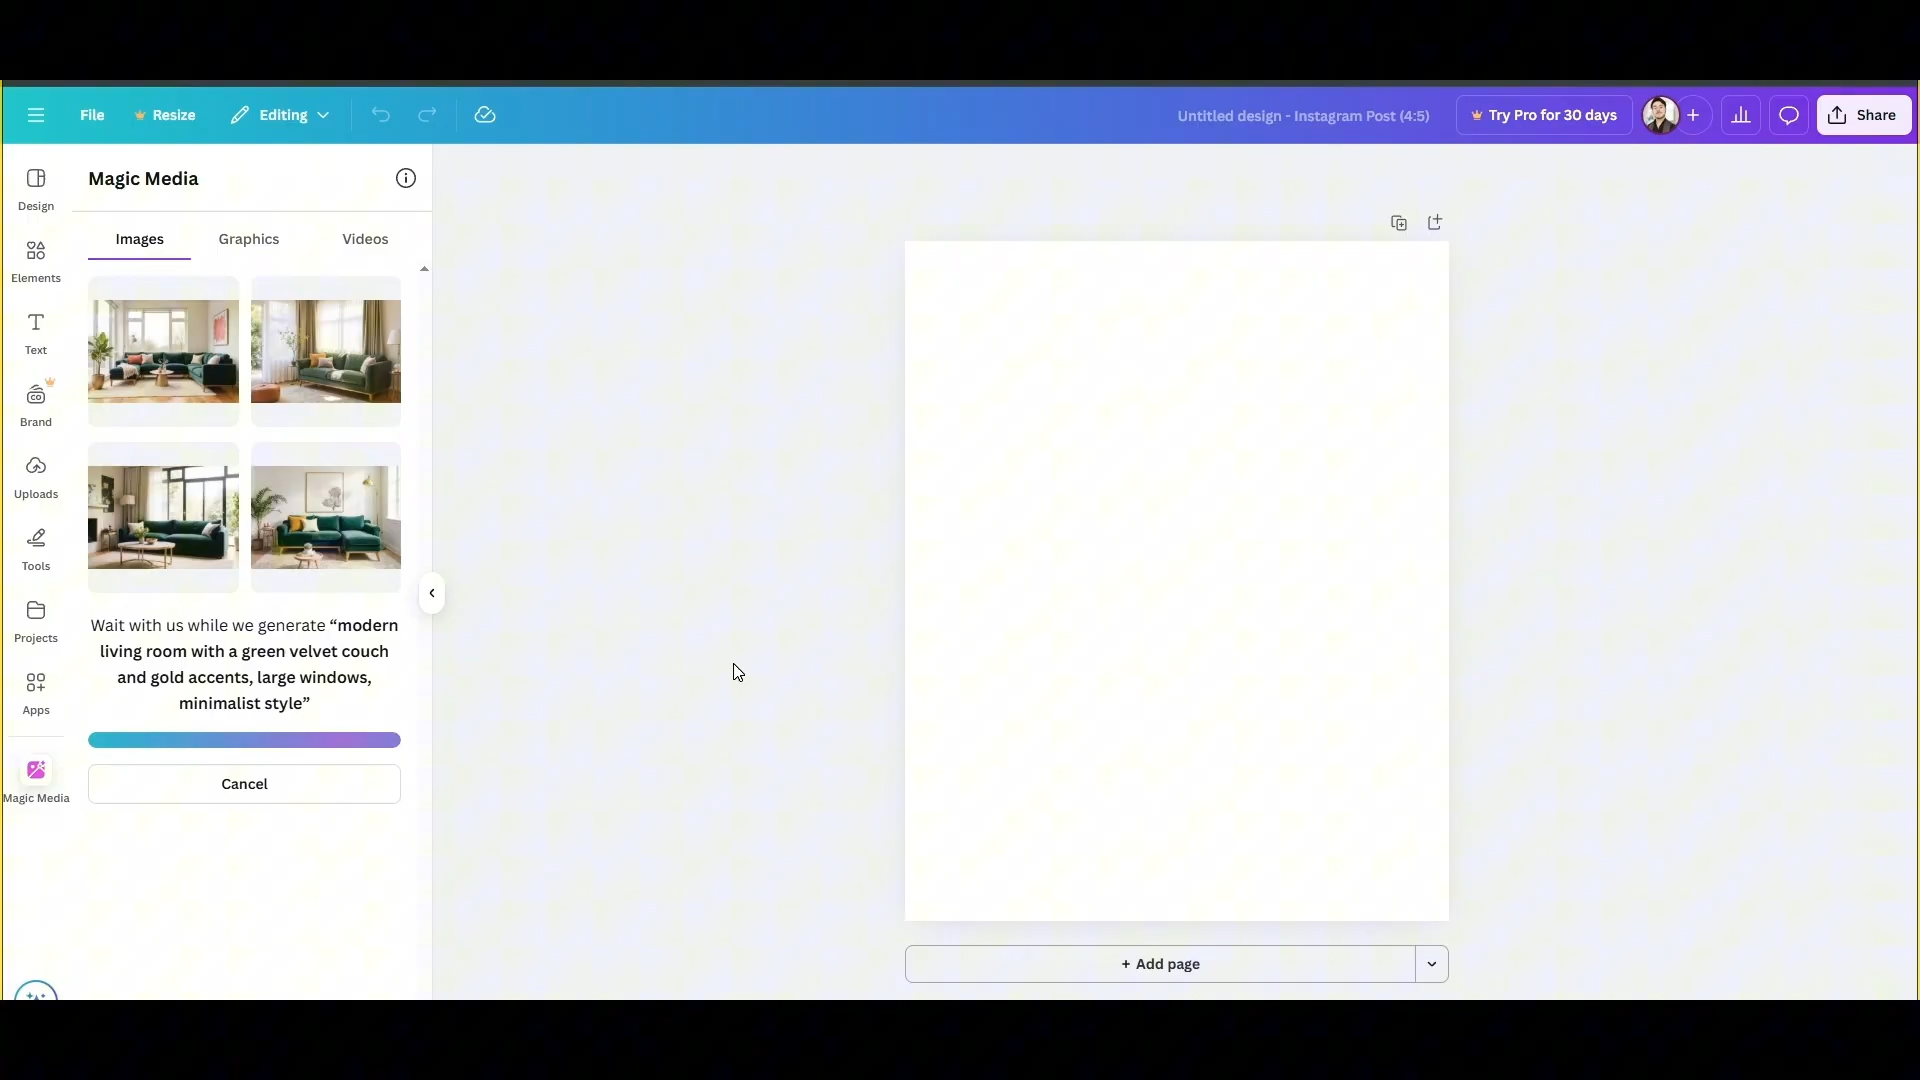 File
Resize
Editing
Untitled design - Instagram Post (4:5)
Try Pro for 30 days
Share
Design
Elements
Text
Brand
Uploads
Tools
Projects
Apps
Magic Media
Magic Media
Images
Graphics
Videos
Wait with us while we generate “modern
living room with a green velvet couch
and gold accents, large windows,
minimalist style”
Cancel
+ Add page